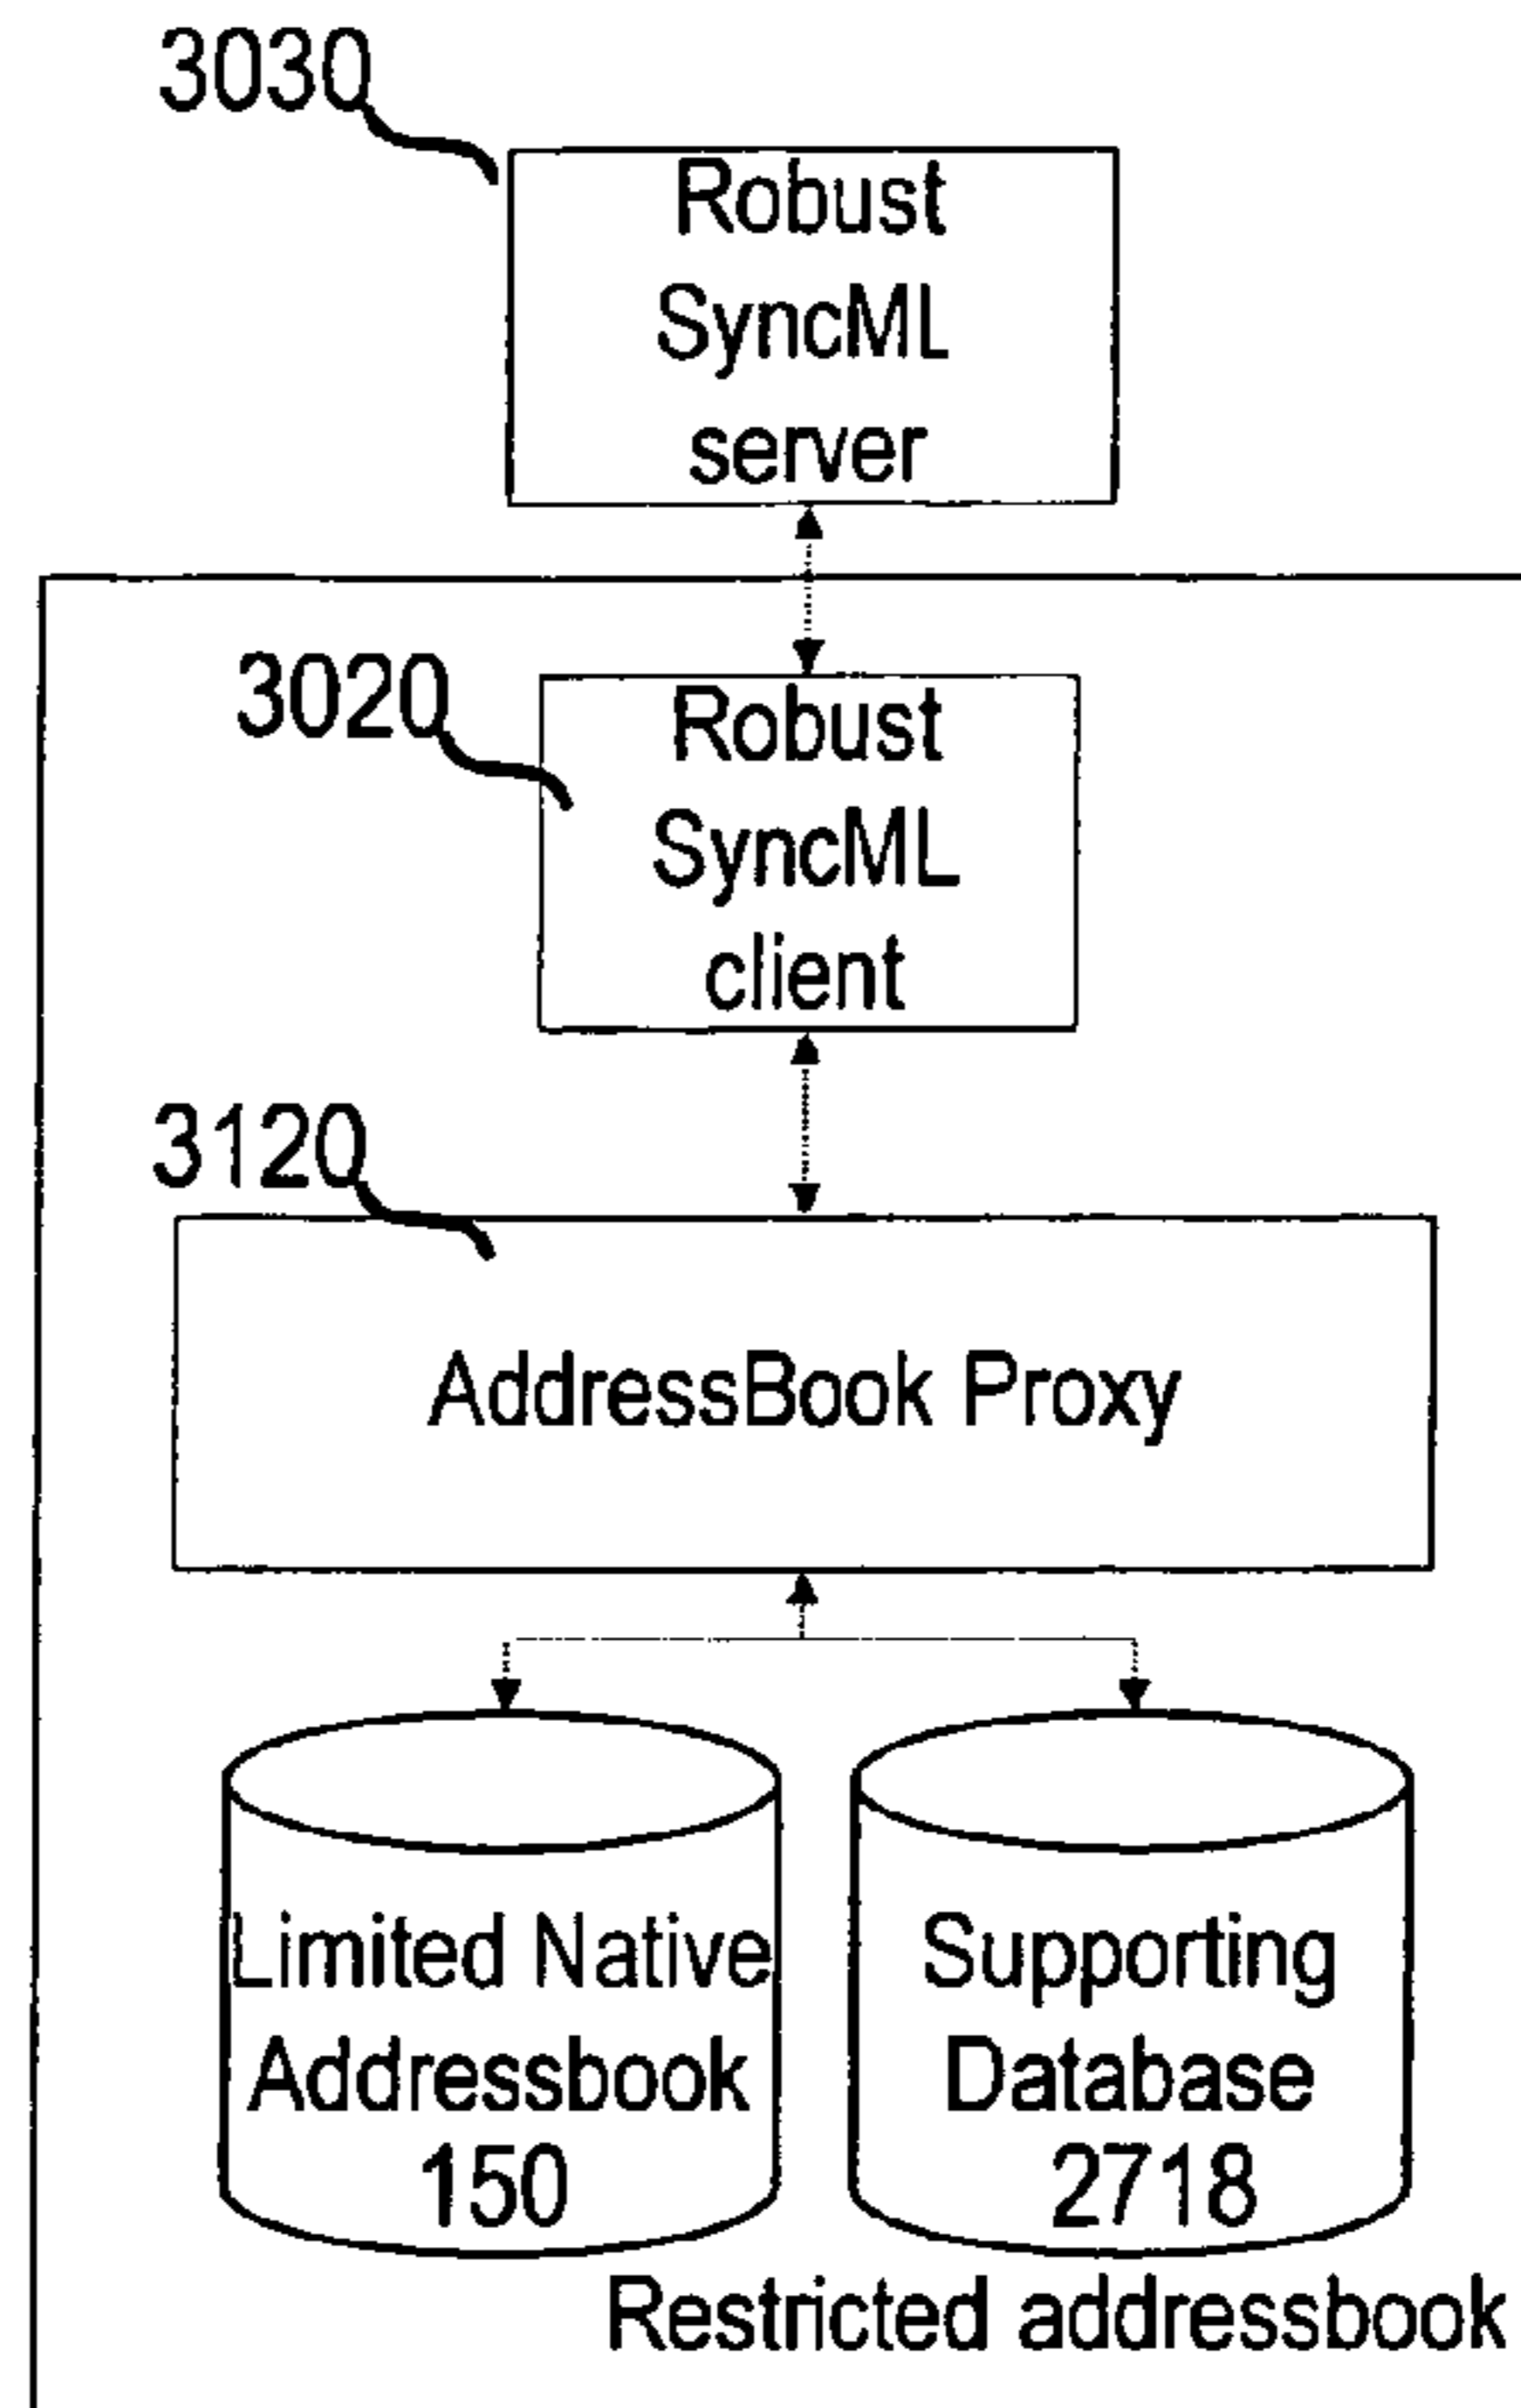 3030
Robust
SyncML
server
3020
Robust
SyncML
client
3120
AddressBook Proxy
Limited Native
Addressbook
150
Supporting
Database
2718
Restricted addressbook